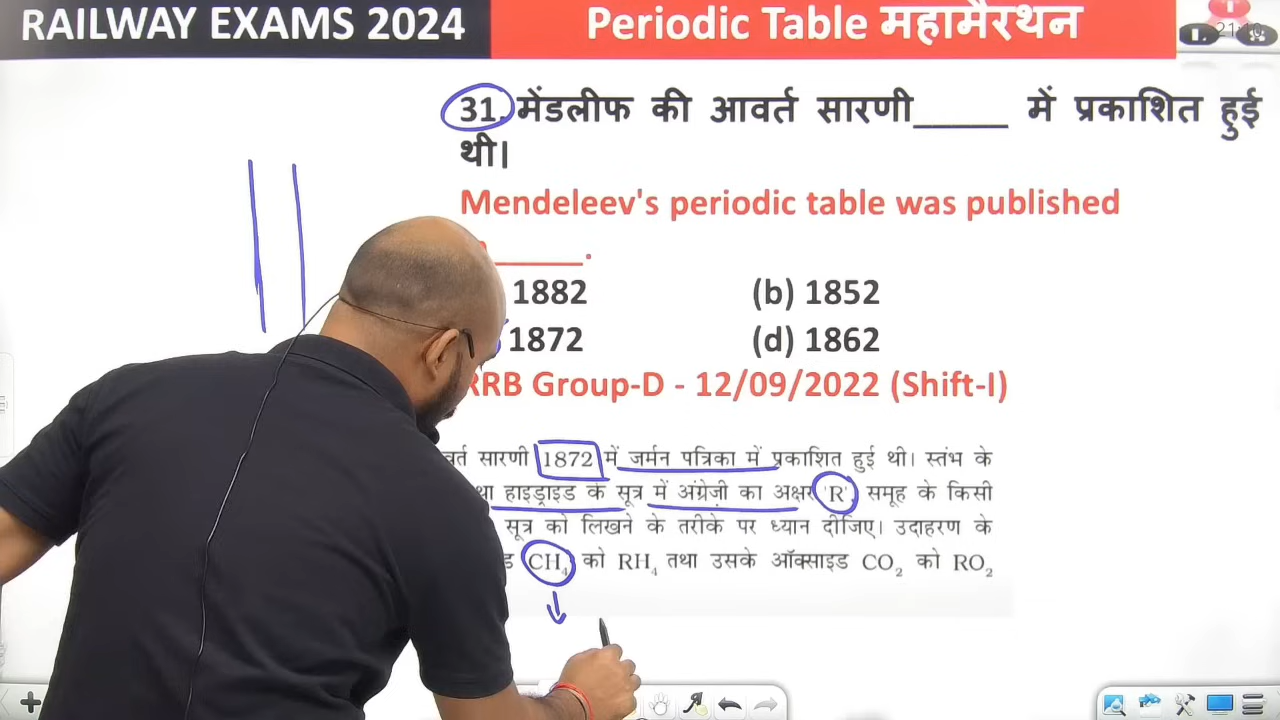 RAILWAY EXAMS 2024
Periodic Table महामैरथन
31. मेंडलीफ की आवर्त सारणी_____ में प्रकाशित हुई
थी।
Mendeleev's periodic table was published
_____.
1882
(b) 1852
1872
(d) 1862
RRB Group-D - 12/09/2022 (Shift-I)
सारणी 1872 में जर्मन पत्रिका में प्रकाशित हुई थी। स्तंभ के
हाइड्राइड के सूत्र में अंग्रेज़ी का अक्षर 'R' समूह के किसी
सूत्र को लिखने के तरीके पर ध्यान दीजिए। उदाहरण के
CH₄ को RH₄ तथा उसके ऑक्साइड CO₂ को RO₂